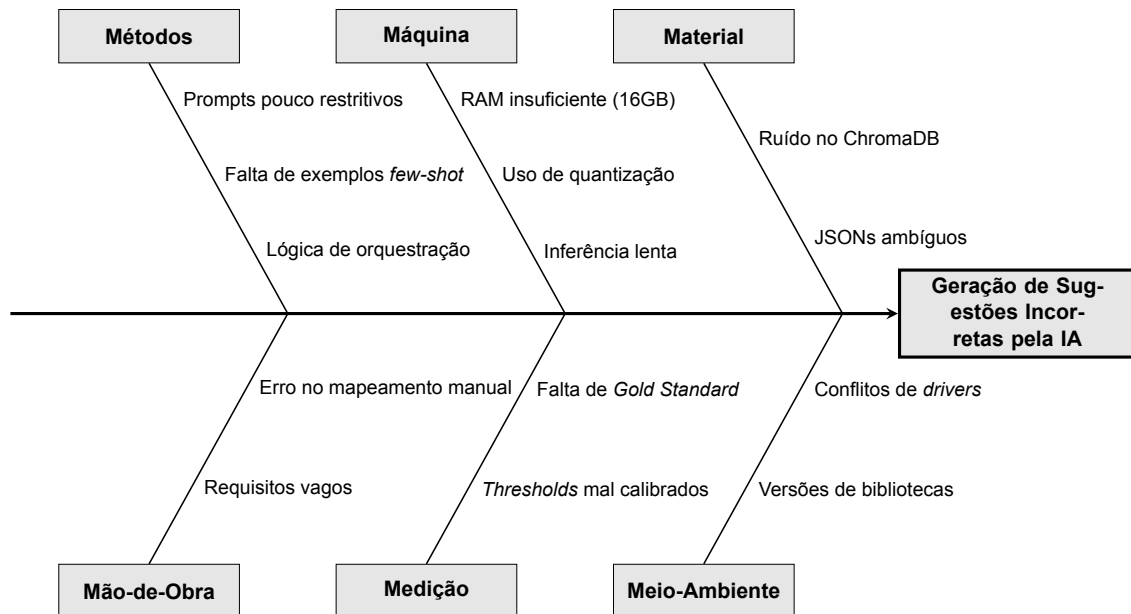 Métodos
Máquina
Material
Prompts pouco restritivos
RAM insuficiente (16GB)
Ruído no ChromaDB
Falta de exemplos few-shot
Uso de quantização
Lógica de orquestração
Inferência lenta
JSONs ambíguos
Geração de Sug-
estões Incor-
retas pela IA
Erro no mapeamento manual
Falta de Gold Standard
Conflitos de drivers
Requisitos vagos
Thresholds mal calibrados
Versões de bibliotecas
Mão-de-Obra
Medição
Meio-Ambiente